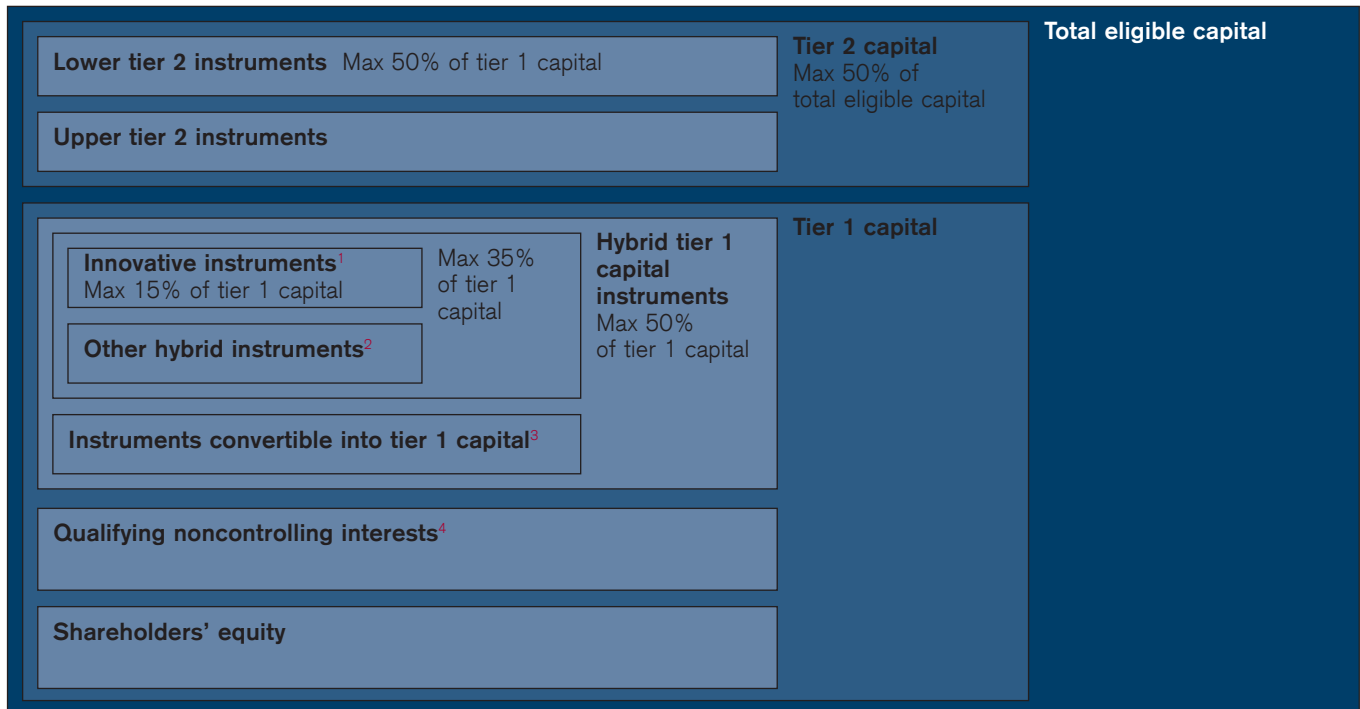 Total eligible capital
Tier 2 capital
Max 50% of
total eligible capital
Lower tier 2 instruments Max 50% of tier 1 capital
Upper tier 2 instruments
Tier 1 capital
Hybrid tier 1
capital
instruments
Max 50%
of tier 1 capital
Max 35%
of tier 1
capital
Innovative instruments¹
Max 15% of tier 1 capital
Other hybrid instruments²
Instruments convertible into tier 1 capital³
Qualifying noncontrolling interests⁴
Shareholders’ equity